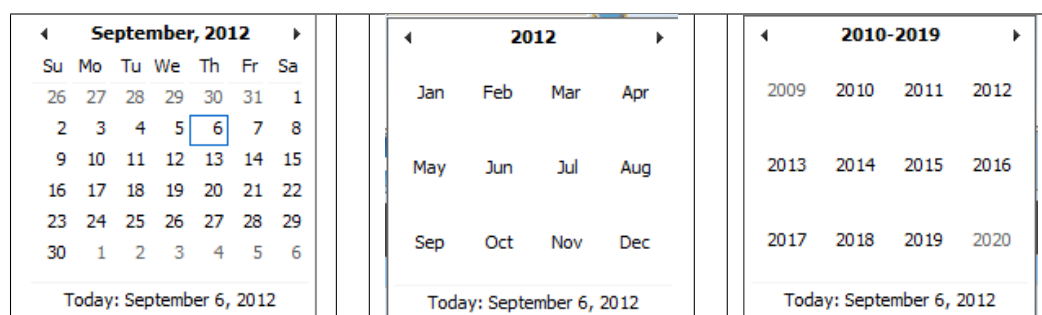 September, 2012
Su Mo Tu We Th Fr Sa
26 27 28 29 30 31 1
2 3 4 5 6 7 8
9 10 11 12 13 14 15
16 17 18 19 20 21 22
23 24 25 26 27 28 29
30 1 2 3 4 5 6
Today: September 6, 2012
2012
Jan Feb Mar Apr
May Jun Jul Aug
Sep Oct Nov Dec
Today: September 6, 2012
2010-2019
2009 2010 2011 2012
2013 2014 2015 2016
2017 2018 2019 2020
Today: September 6, 2012